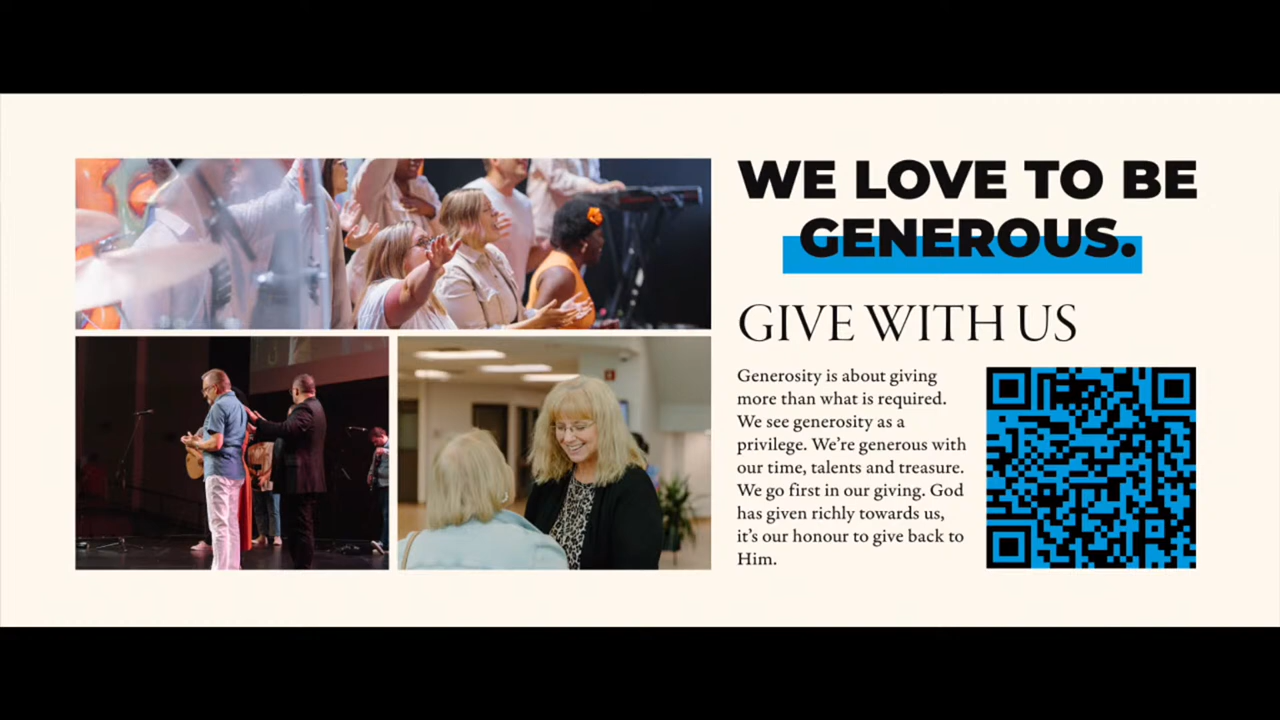 WE LOVE TO BE
GENEROUS.
GIVE WITH US
Generosity is about giving
more than what is required.
We see generosity as a
privilege. We're generous with
our time, talents and treasure.
We go first in our giving. God
has given richly towards us,
it's our honour to give back to
Him.